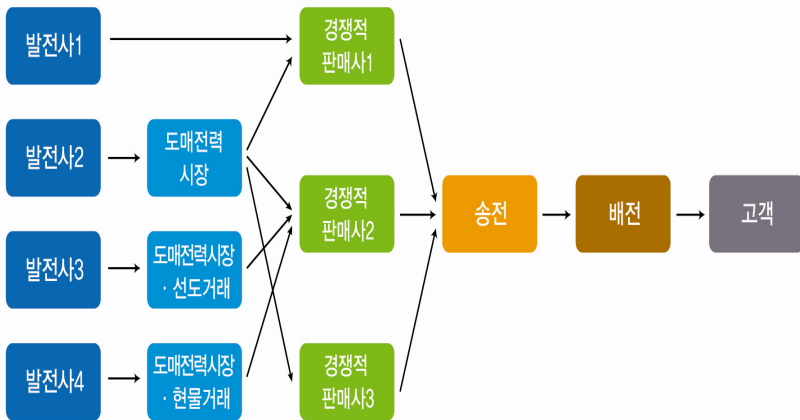 발전사1
경쟁적
판매사1
발전사2
도매전력
시장
경쟁적
판매사2
송전
배전
고객
발전사3
도매전력시장
· 선도거래
발전사4
도매전력시장
· 현물거래
경쟁적
판매사3